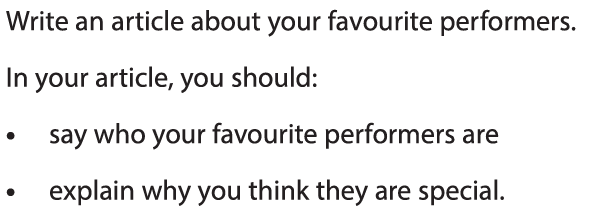 Write an article about your favourite performers.
In your article, you should:
• say who your favourite performers are
• explain why you think they are special.